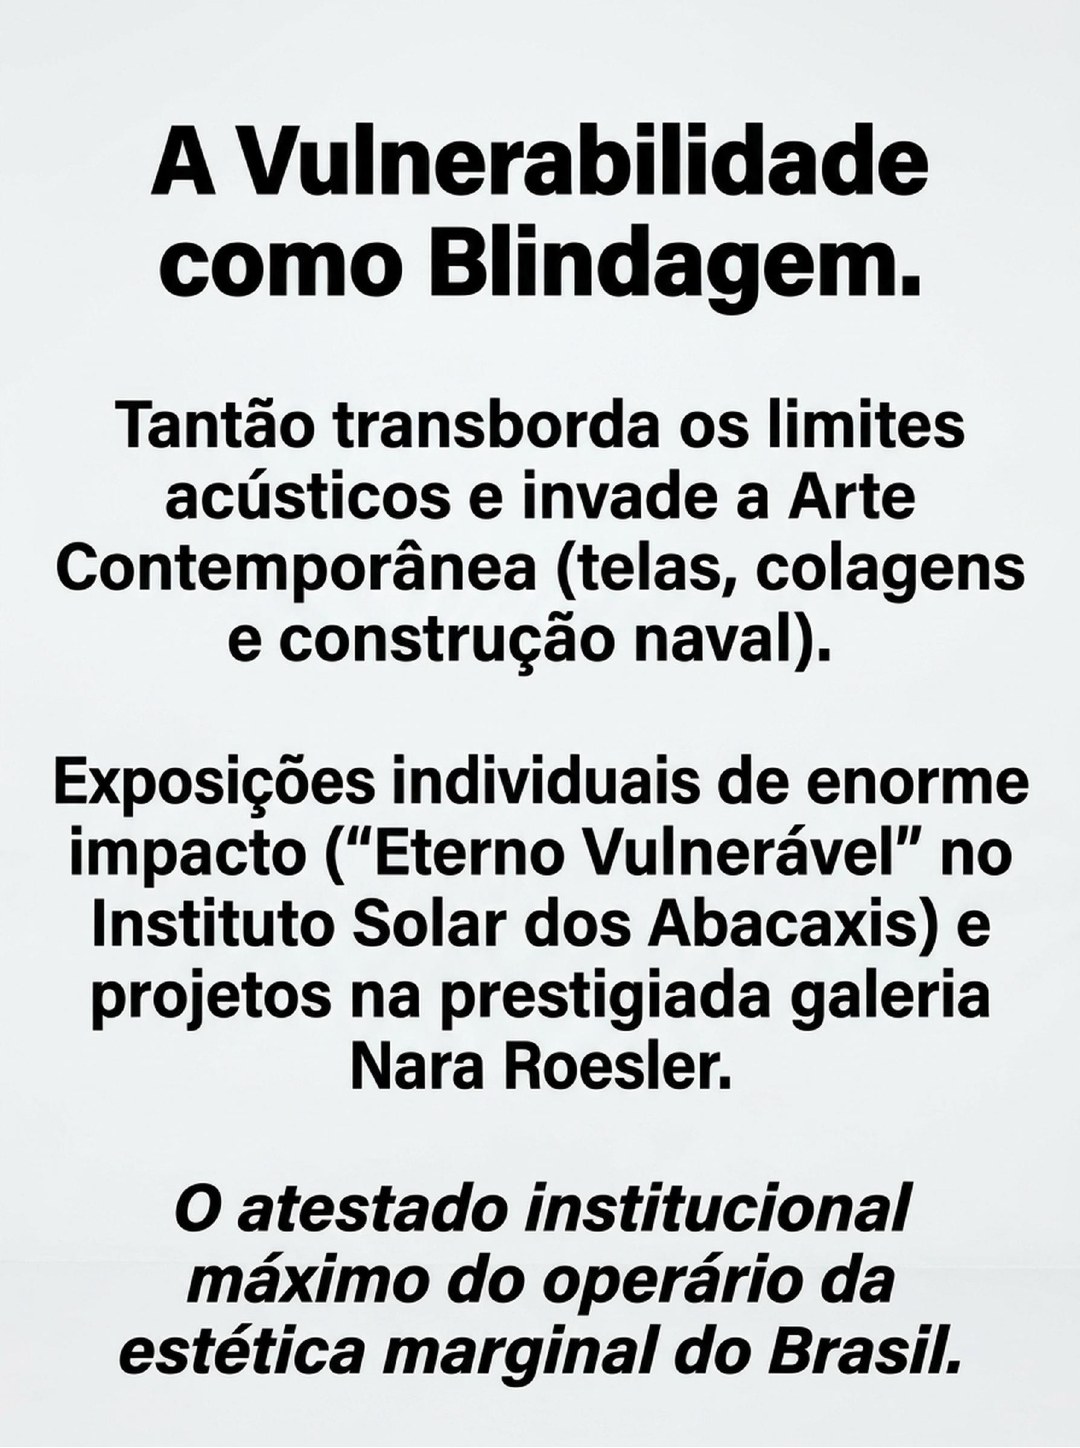 A Vulnerabilidade
como Blindagem.
Tantão transborda os limites
acústicos e invade a Arte
Contemporânea (telas, colagens
e construção naval).
Exposições individuais de enorme
impacto (“Eterno Vulnerável” no
Instituto Solar dos Abacaxis) e
projetos na prestigiada galeria
Nara Roesler.
O atestado institucional
máximo do operário da
estética marginal do Brasil.